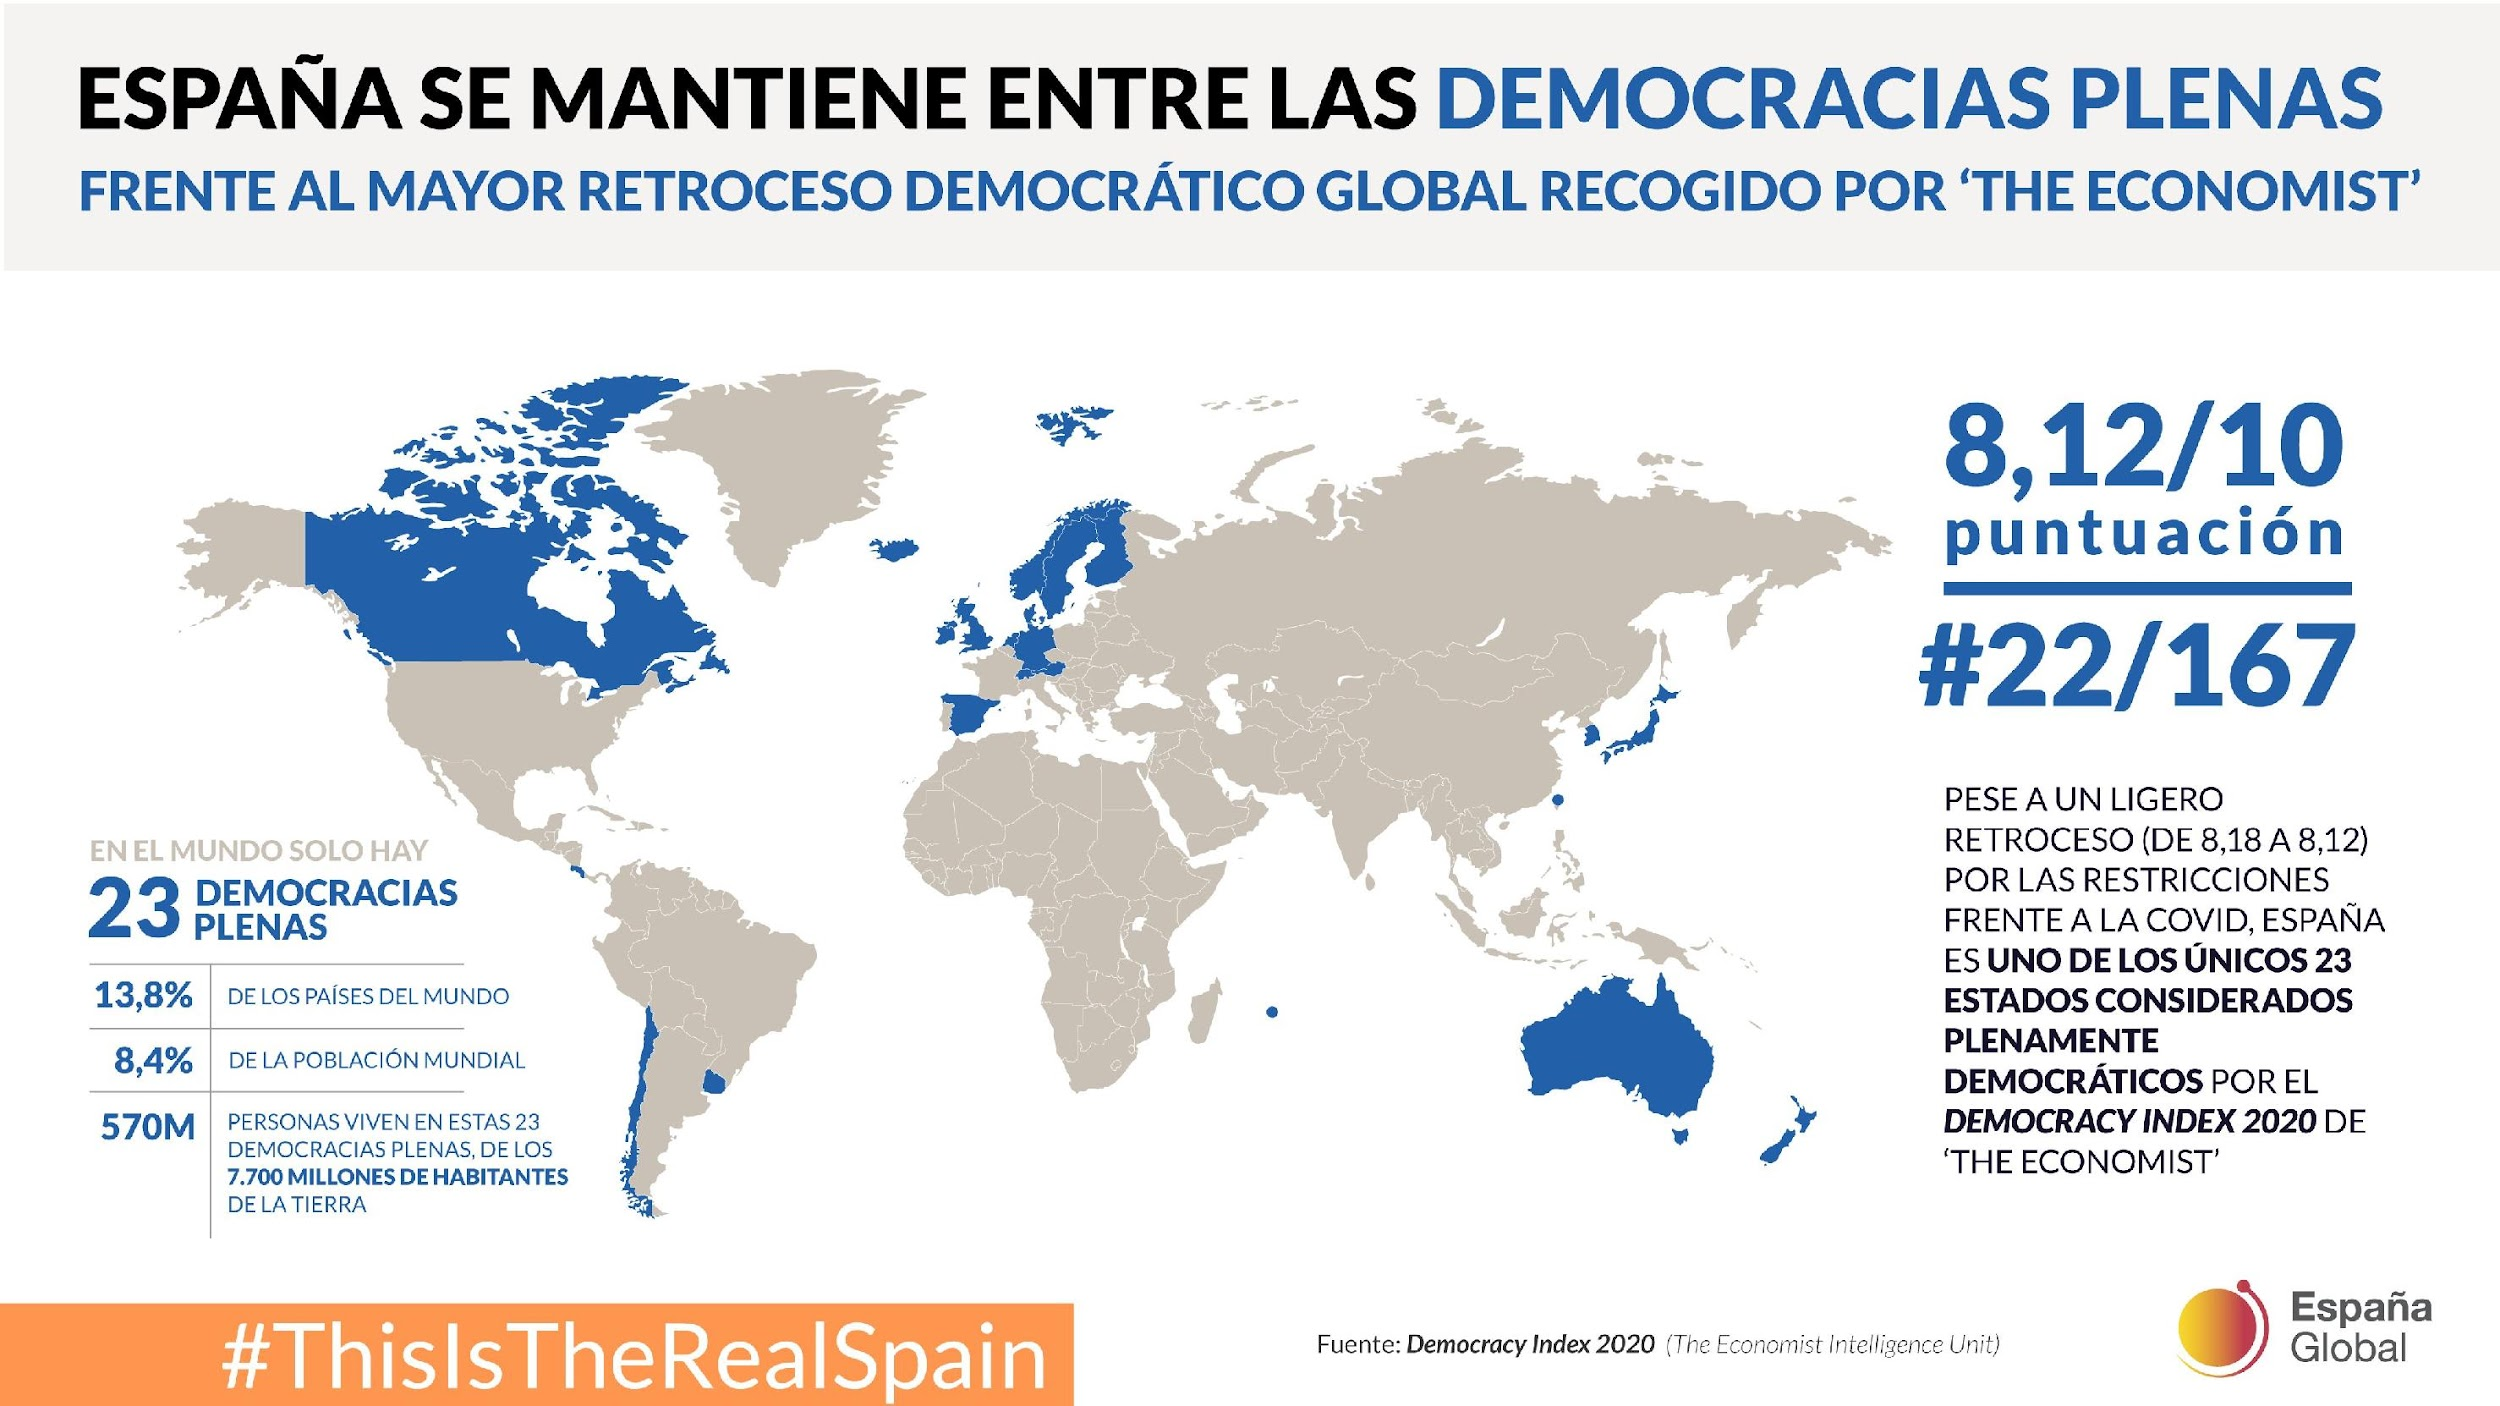 ESPAÑA SE MANTIENE ENTRE LAS DEMOCRACIAS PLENAS
FRENTE AL MAYOR RETROCESO DEMOCRÁTICO GLOBAL RECOGIDO POR ‘THE ECONOMIST’
EN EL MUNDO SOLO HAY
23 DEMOCRACIAS
PLENAS
13,8% DE LOS PAÍSES DEL MUNDO
8,4% DE LA POBLACIÓN MUNDIAL
570M PERSONAS VIVEN EN ESTAS 23
DEMOCRACIAS PLENAS, DE LOS
7.700 MILLONES DE HABITANTES
DE LA TIERRA
8,12/10
puntuación
#22/167
PESE A UN LIGERO
RETROCESO (DE 8,18 A 8,12)
POR LAS RESTRICCIONES
FRENTE A LA COVID, ESPAÑA
ES UNO DE LOS ÚNICOS 23
ESTADOS CONSIDERADOS
PLENAMENTE
DEMOCRÁTICOS POR EL
DEMOCRACY INDEX 2020 DE
‘THE ECONOMIST’
#ThisIsTheRealSpain
Fuente: Democracy Index 2020 (The Economist Intelligence Unit)
España
Global